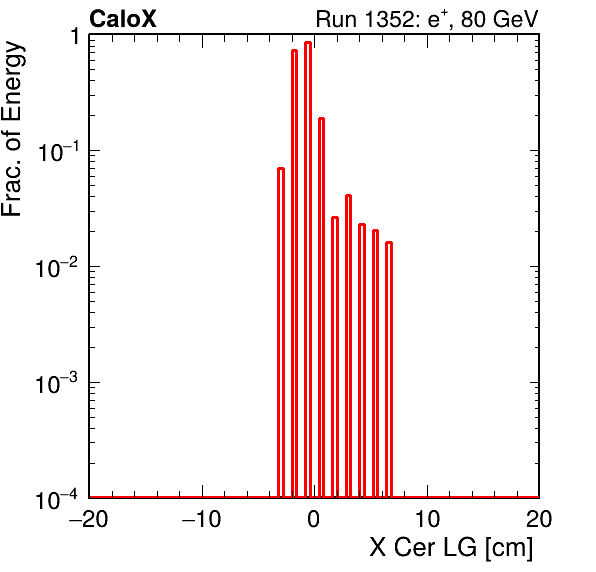 CaloX Run 1352: e⁺, 80 GeV
Frac. of Energy
1
10⁻¹
10⁻²
10⁻³
10⁻⁴
−20 −10 0 10 20
X Cer LG [cm]